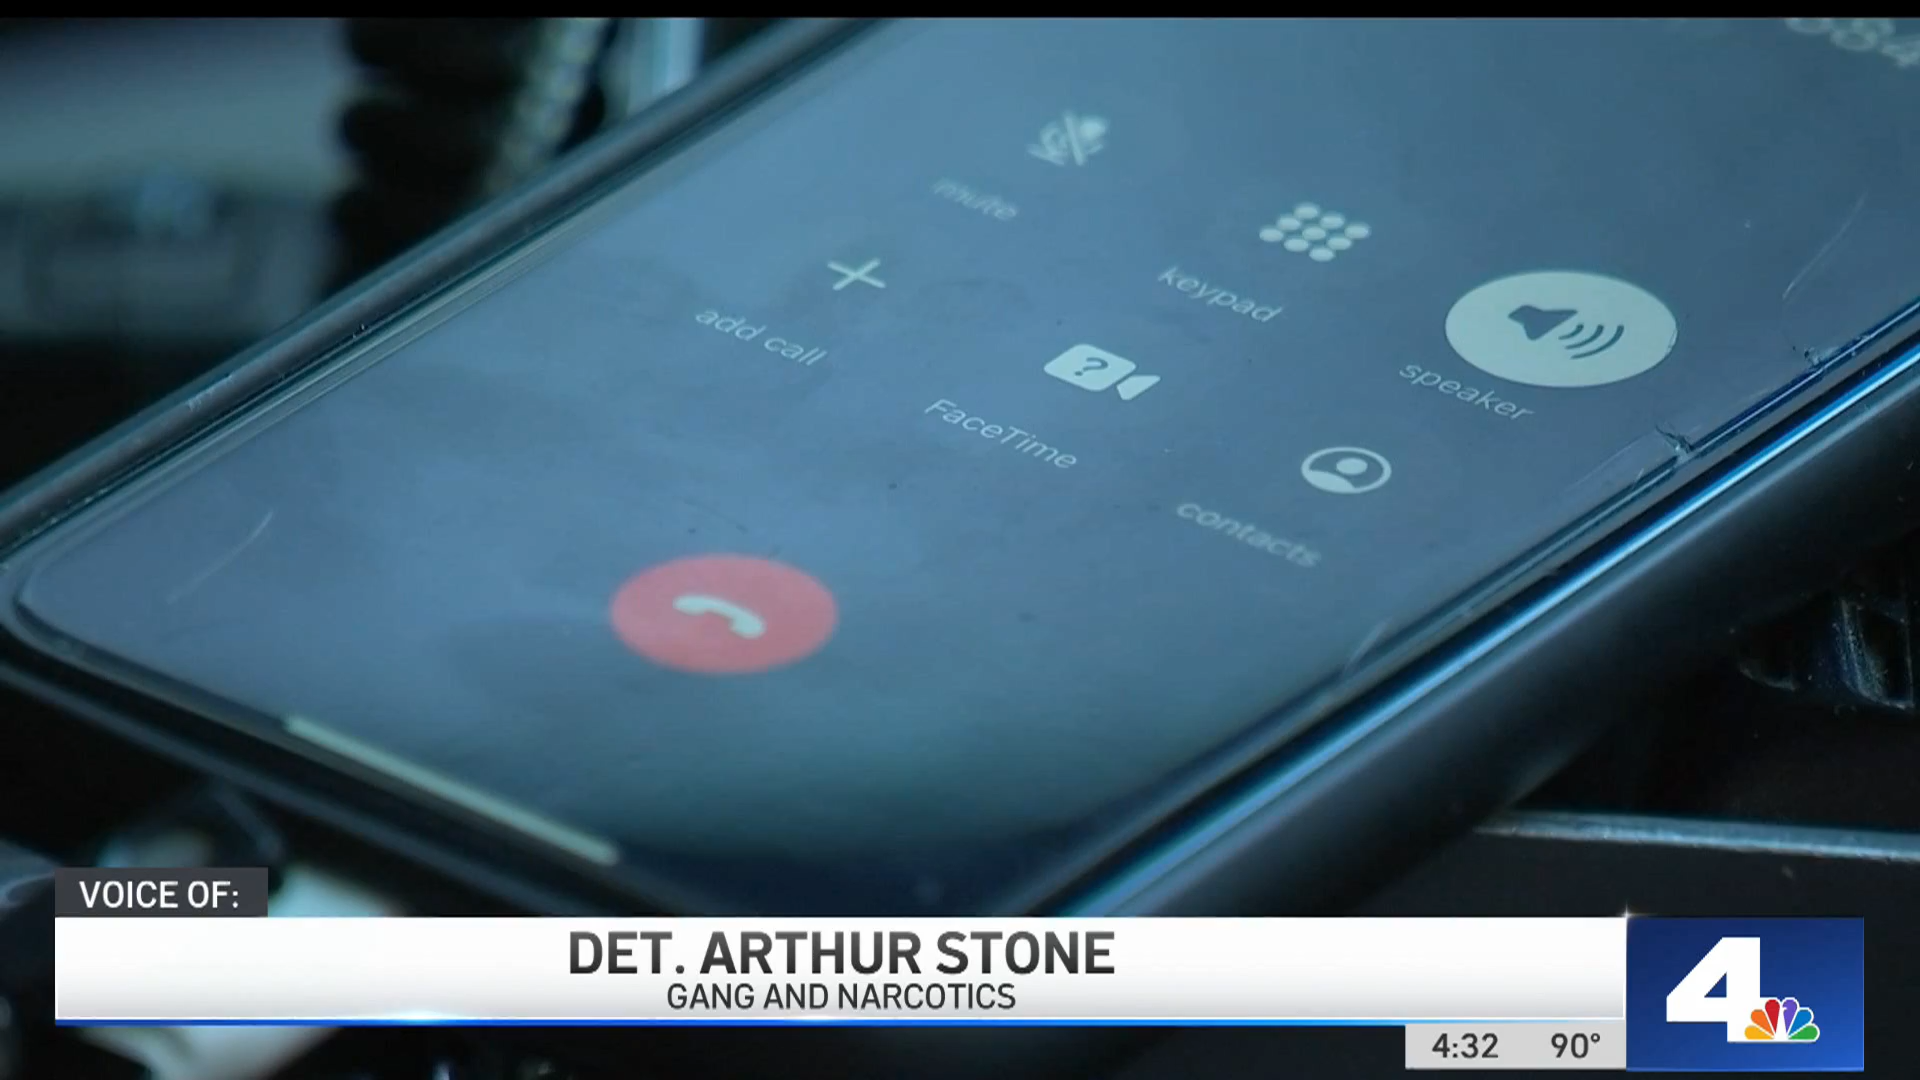 mute
keypad
speaker
add call
FaceTime
contacts
VOICE OF:
DET. ARTHUR STONE
GANG AND NARCOTICS
4
4:32 90°